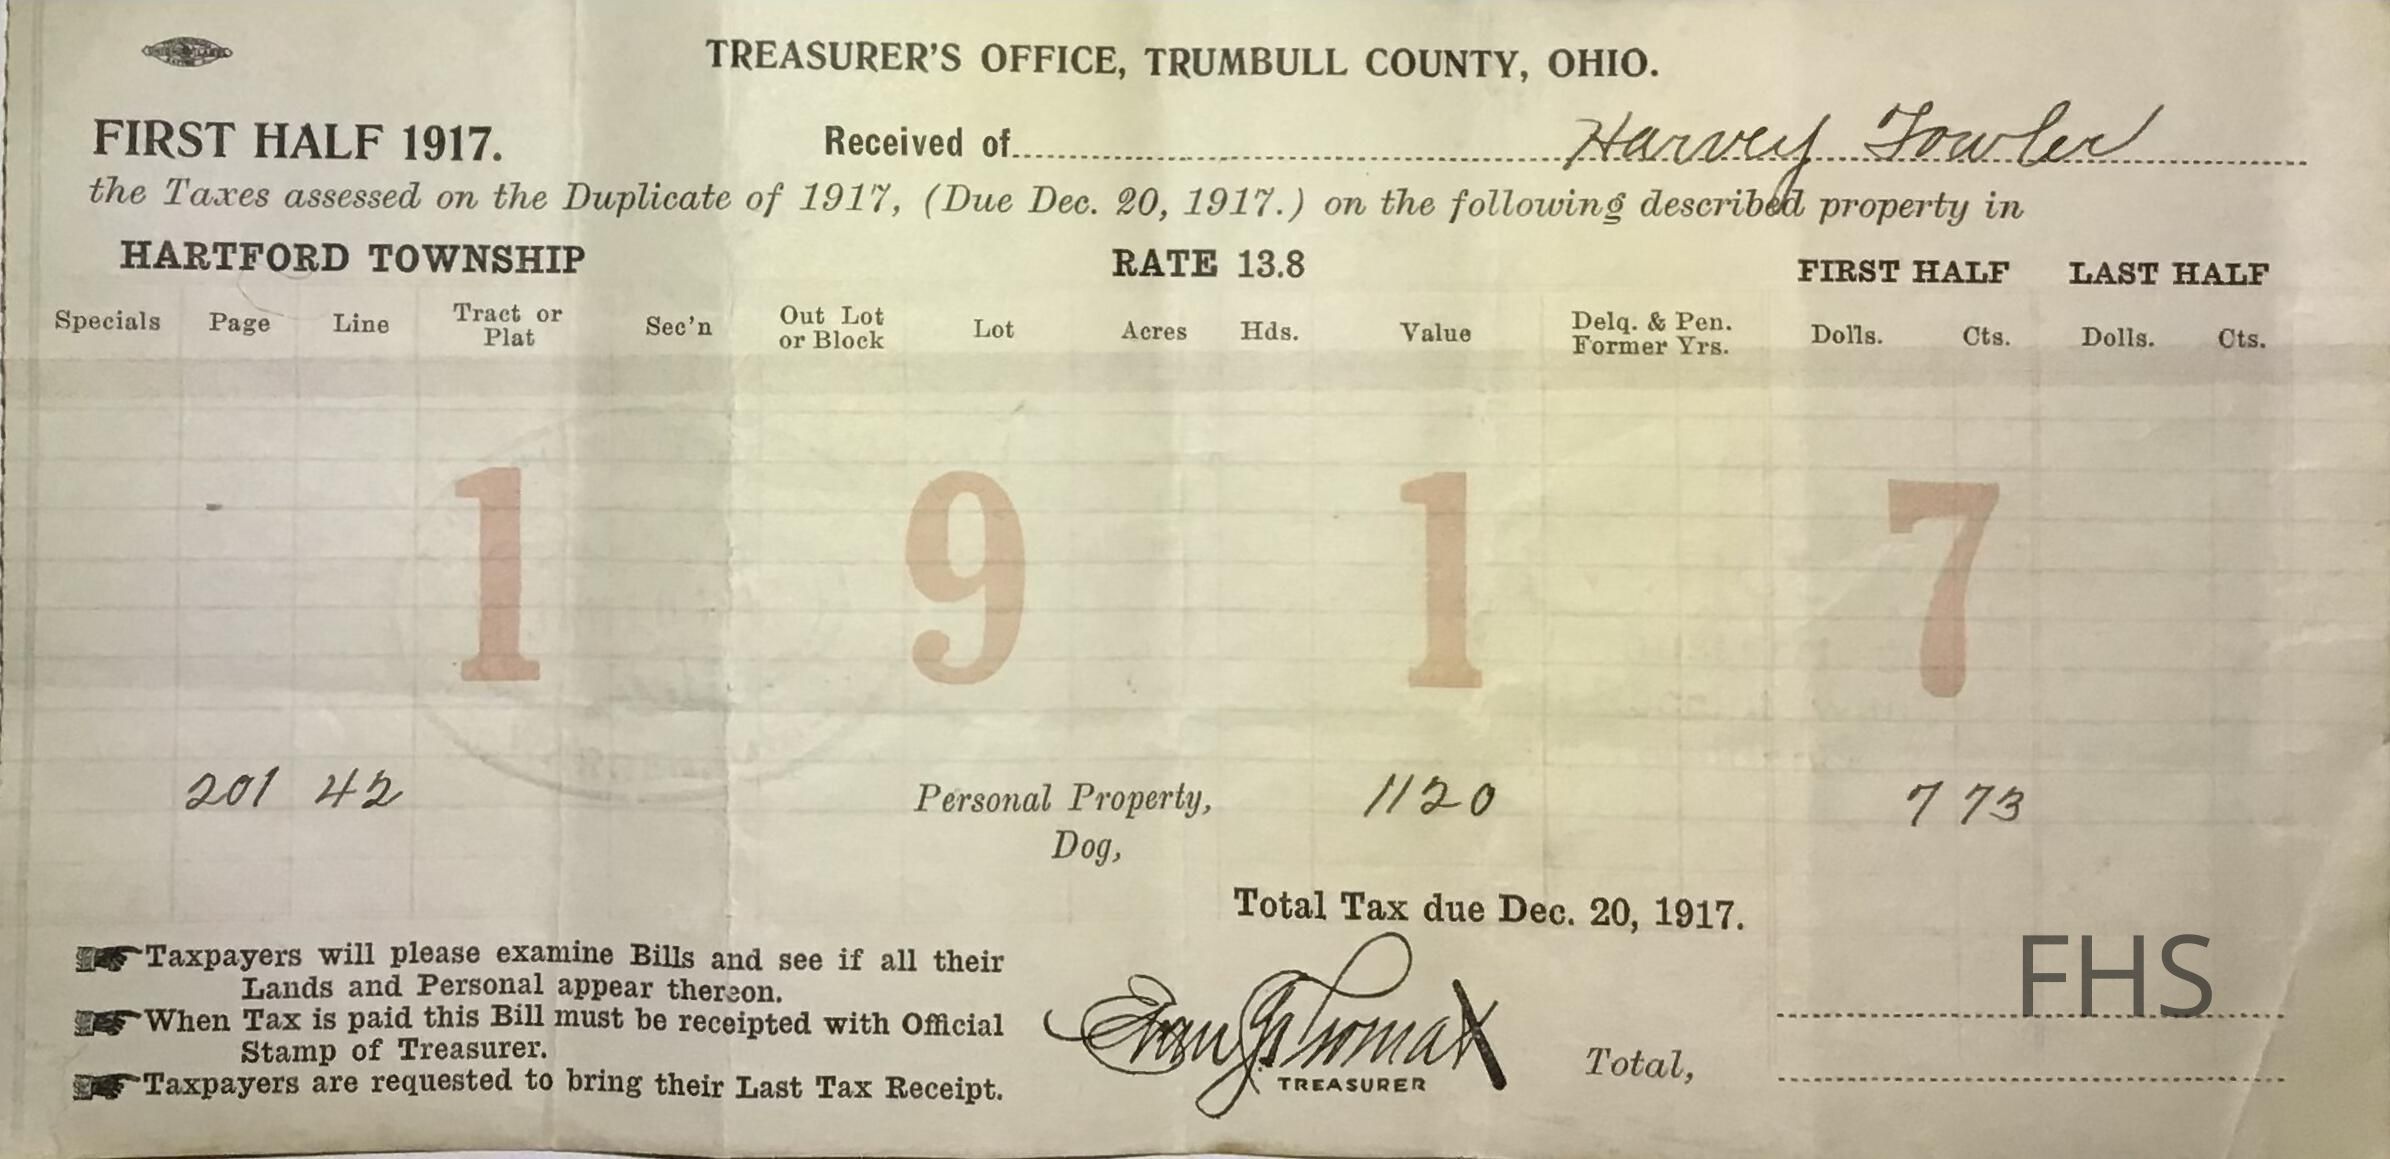 TREASURER'S OFFICE, TRUMBULL COUNTY, OHIO.
FIRST HALF 1917. Received of Harvey Fowler
the Taxes assessed on the Duplicate of 1917, (Due Dec. 20, 1917.) on the following described property in
HARTFORD TOWNSHIP RATE 13.8 FIRST HALF LAST HALF
Specials Page Line Tract or Plat Sec'n Out Lot or Block Lot Acres Hds. Value Delq. & Pen. Former Yrs. Dolls. Cts. Dolls. Cts.
1 9 1 7
201 42 Personal Property, 1120 7 73
Dog,
Total Tax due Dec. 20, 1917.
Taxpayers will please examine Bills and see if all their
Lands and Personal appear thereon.
When Tax is paid this Bill must be receipted with Official
Stamp of Treasurer.
Taxpayers are requested to bring their Last Tax Receipt.
Evan J. Thomas
TREASURER
Total,
FHS